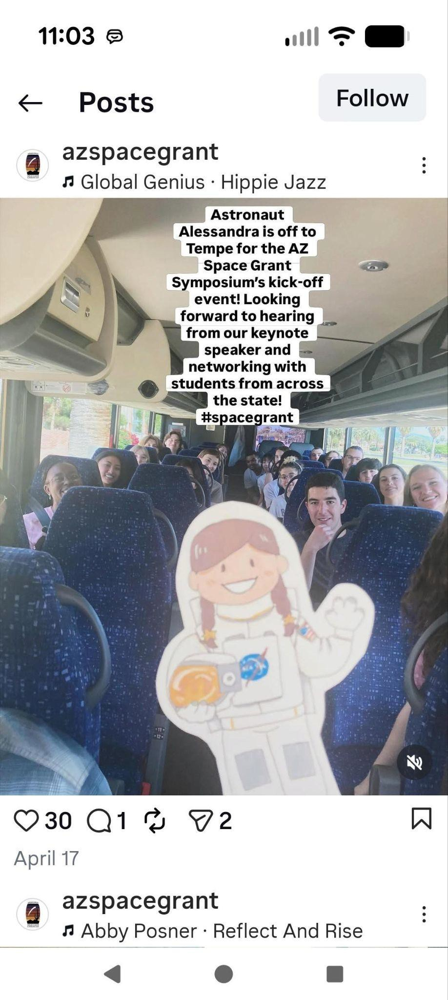 11:03
Posts
Follow
azspacegrant
Global Genius · Hippie Jazz
Astronaut
Alessandra is off to
Tempe for the AZ
Space Grant
Symposium's kick-off
event! Looking
forward to hearing
from our keynote
speaker and
networking with
students from across
the state!
#spacegrant
11
12
30
1
2
April 17
azspacegrant
Abby Posner · Reflect And Rise